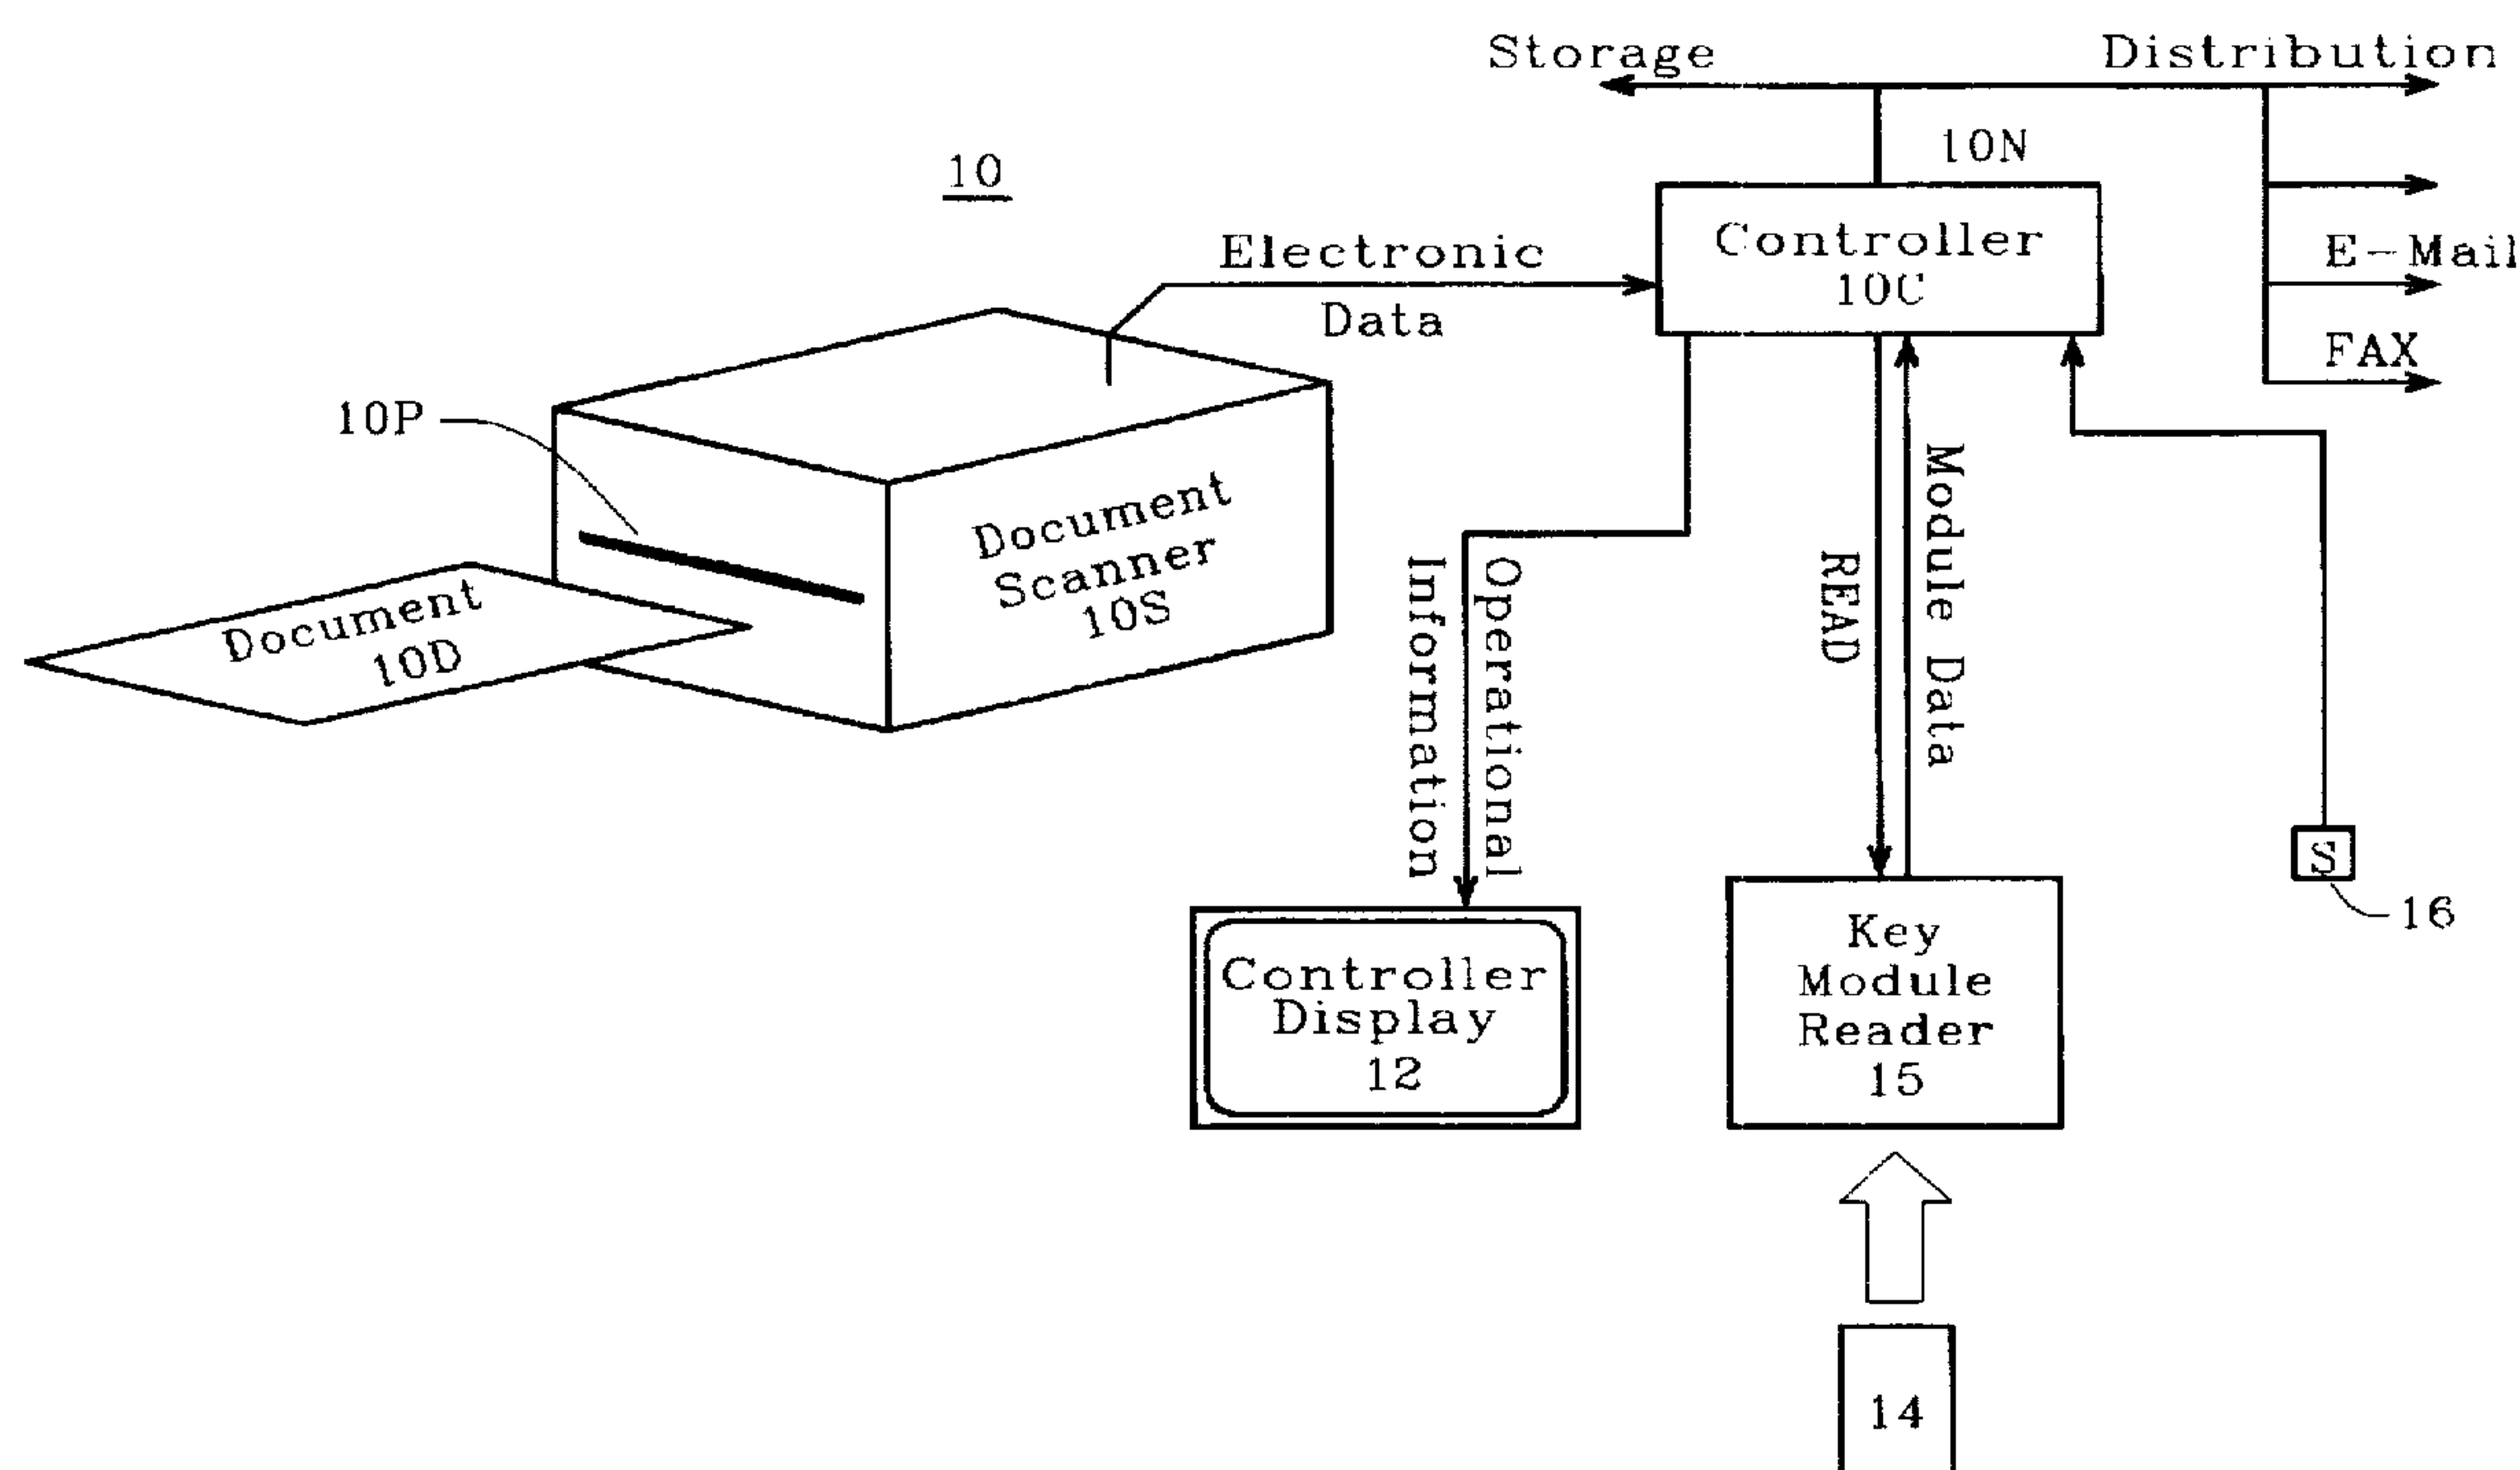 Storage
Distribution
10
10N
Controller
10C
Electronic
Data
E-Mail
FAX
10P
Document
Scanner
10S
Document
10D
Operational
Information
READ
Module Data
S
16
Controller
Display
12
Key
Module
Reader
15
14